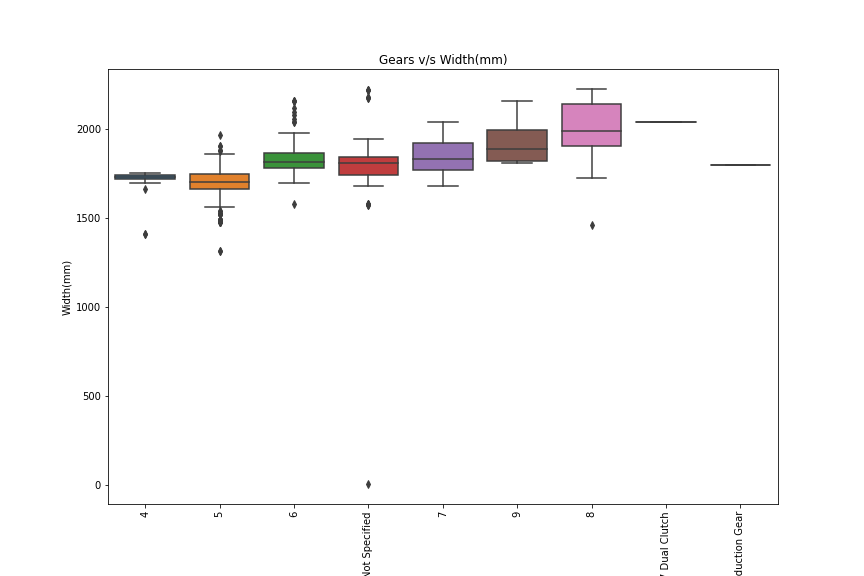 Gears v/s Width(mm)
Width(mm)
2000
1500
1000
500
0
4
5
6
Not Specified
7
9
8
7 Dual Clutch
duction Gear